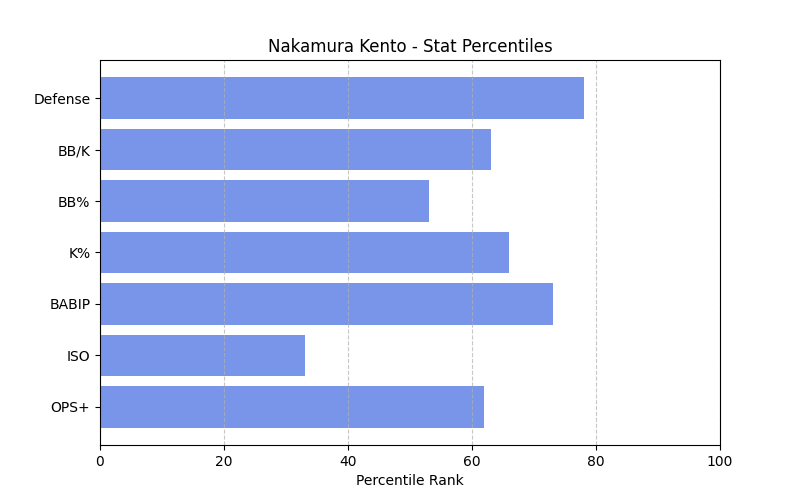 Nakamura Kento - Stat Percentiles
Defense
BB/K
BB%
K%
BABIP
ISO
OPS+
0 20 40 60 80 100
Percentile Rank